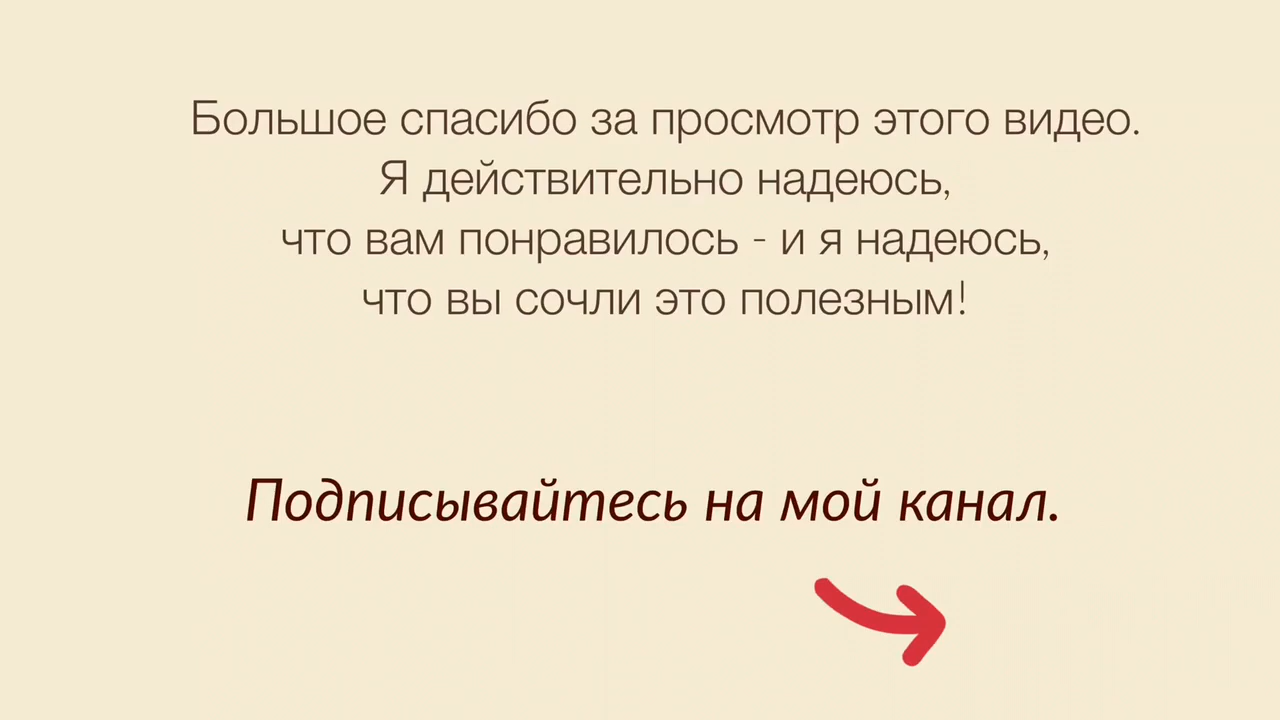 Большое спасибо за просмотр этого видео.
Я действительно надеюсь,
что вам понравилось - и я надеюсь,
что вы сочли это полезным!
Подписывайтесь на мой канал.